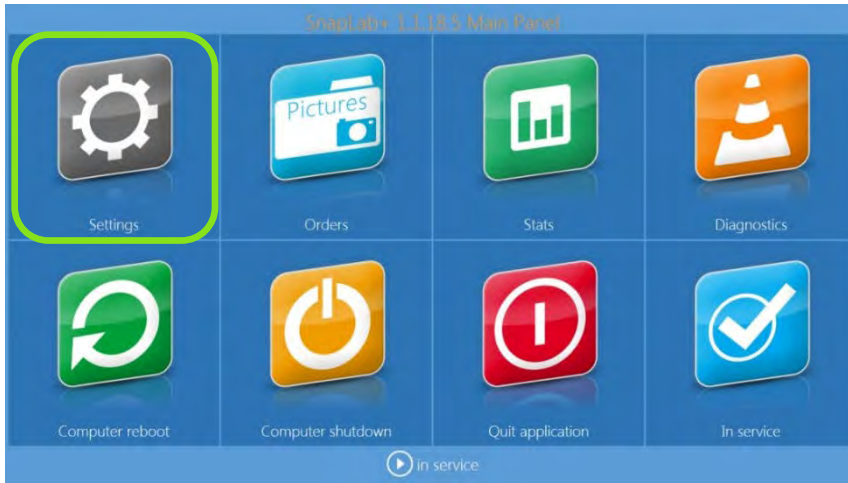 SnapLab+ 1.1.18.5 Main Panel
Pictures
Settings
Orders
Stats
Diagnostics
Computer reboot
Computer shutdown
Quit application
In service
in service